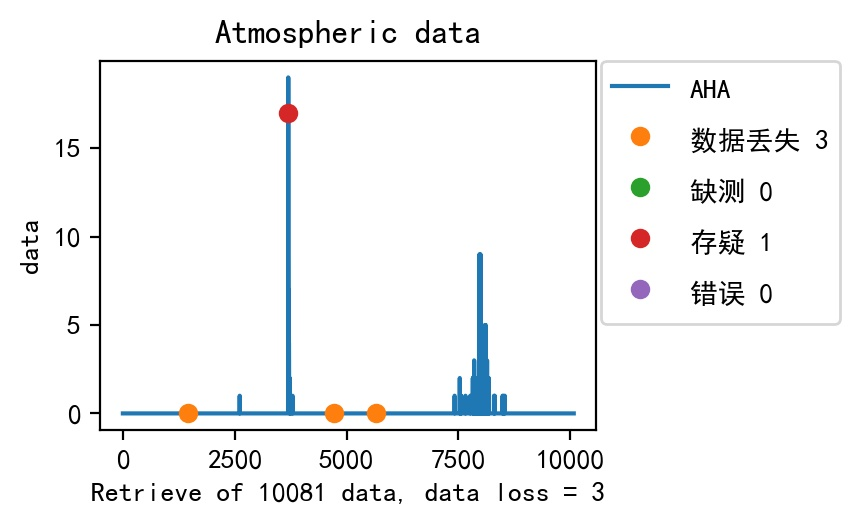 Atmospheric data
AHA
数据丢失 3
缺测 0
存疑 1
错误 0
15
10
5
0
data
0 2500 5000 7500 10000
Retrieve of 10081 data, data loss = 3